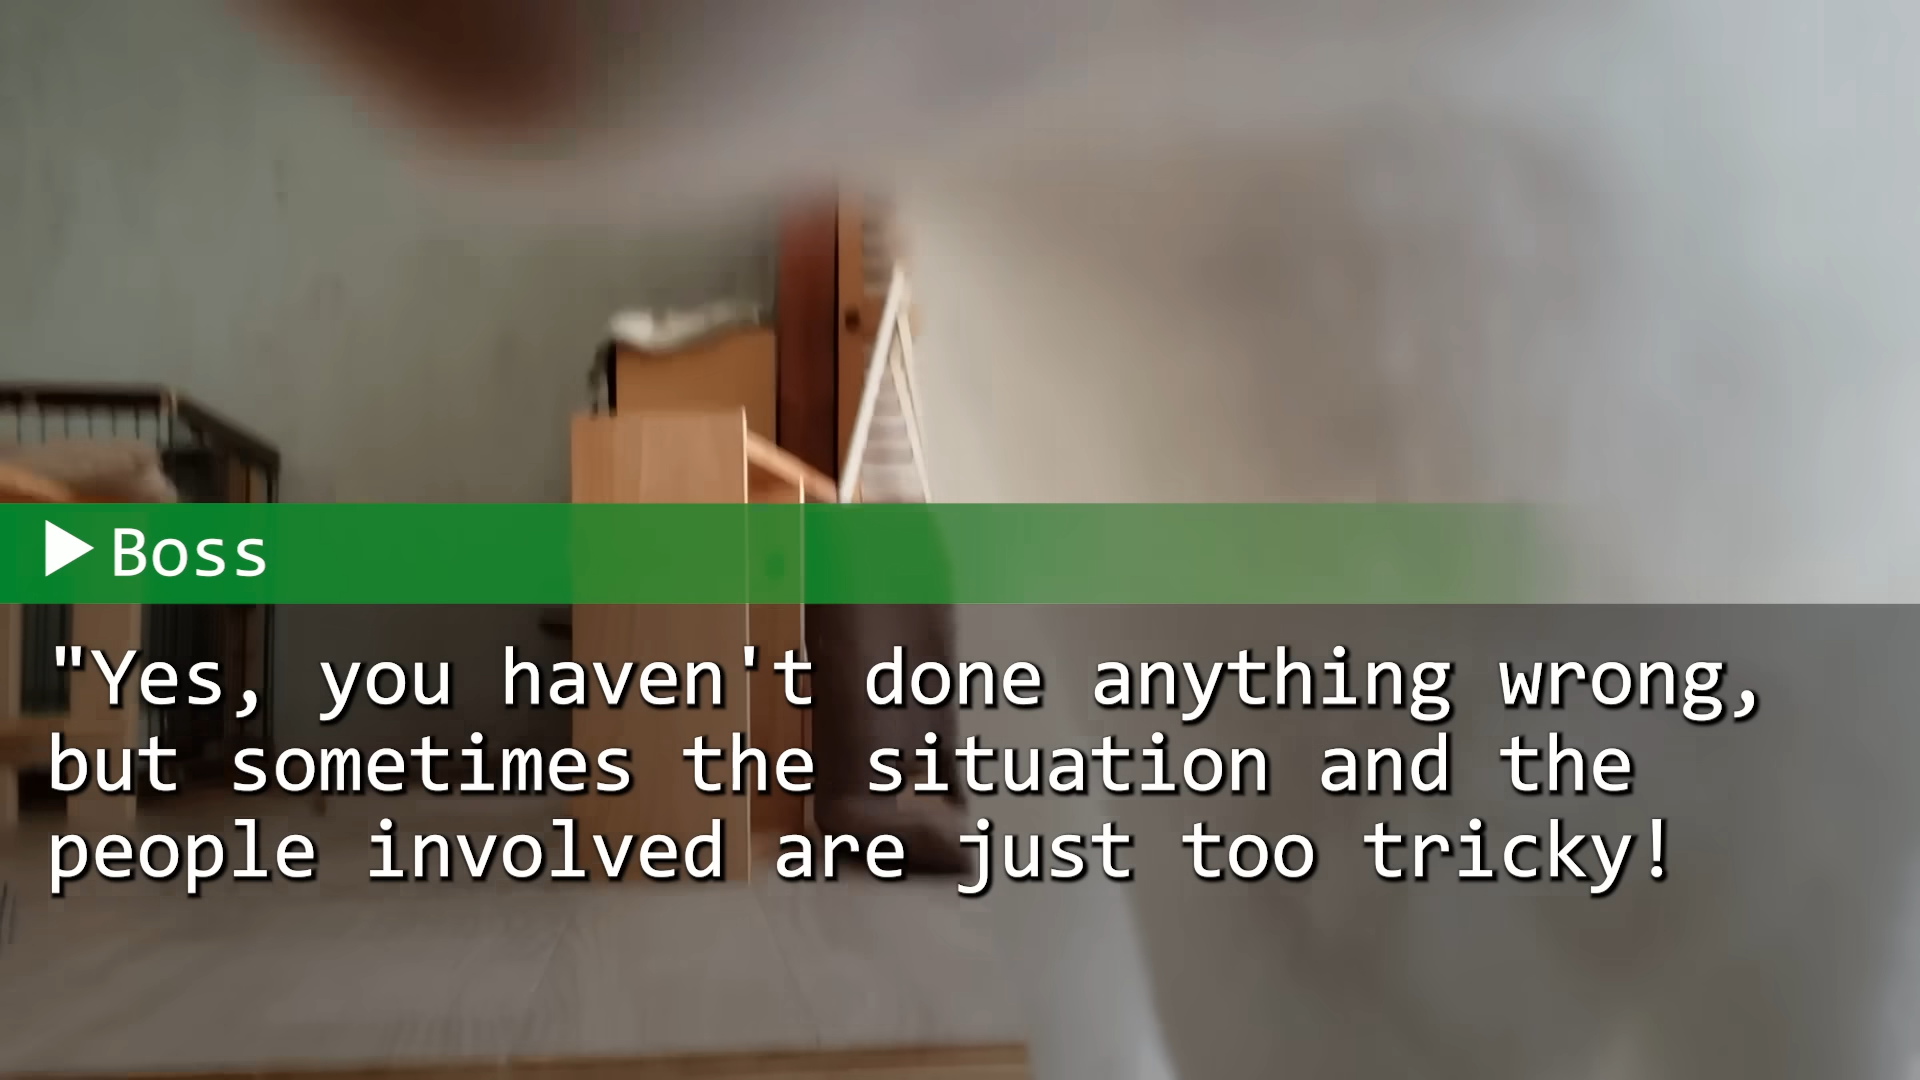 Boss
"Yes, you haven't done anything wrong,
but sometimes the situation and the
people involved are just too tricky!